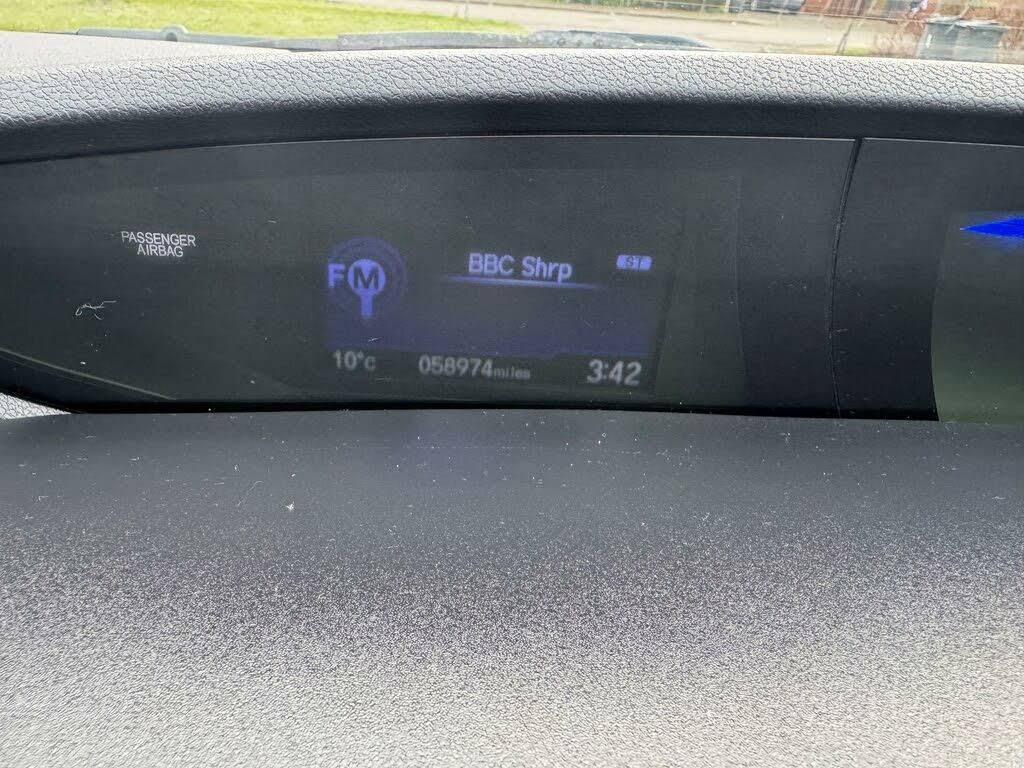 PASSENGER
AIRBAG
FM
BBC Shrp
ST
10°C
058974miles
3:42